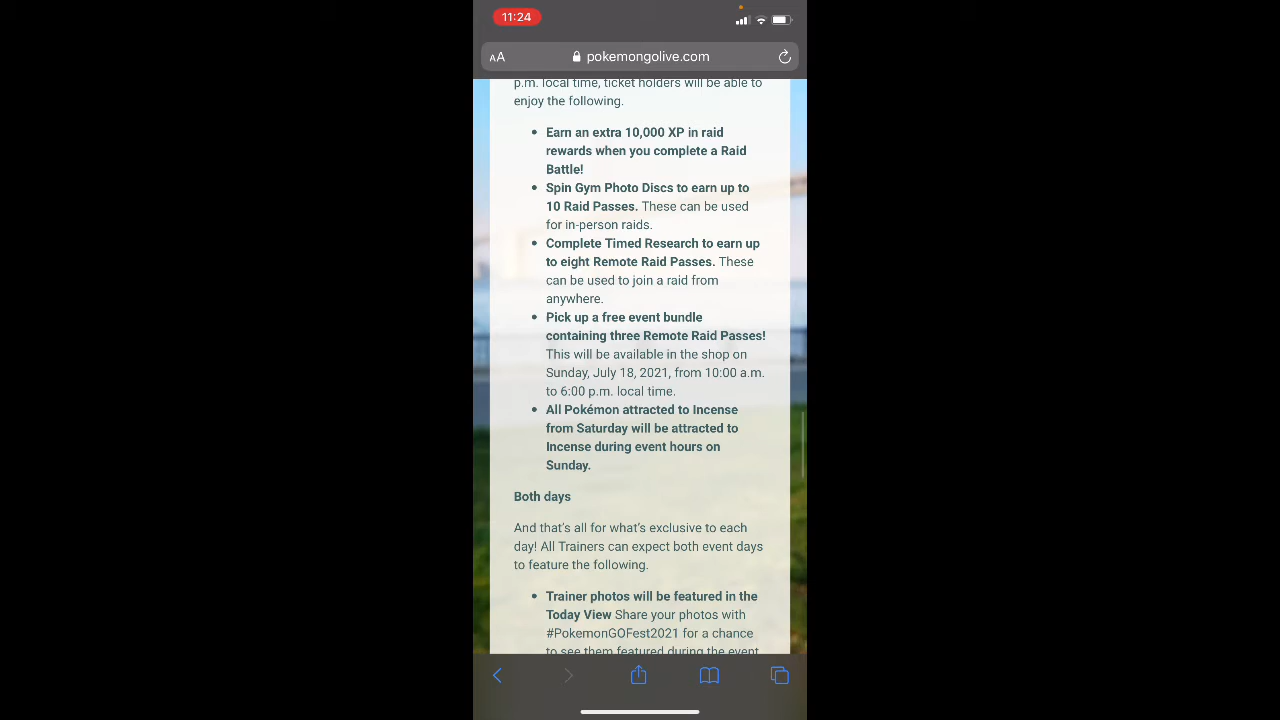 11:24
AA
pokemongolive.com
p.m. local time, ticket holders will be able to
enjoy the following.
• Earn an extra 10,000 XP in raid
rewards when you complete a Raid
Battle!
• Spin Gym Photo Discs to earn up to
10 Raid Passes. These can be used
for in-person raids.
• Complete Timed Research to earn up
to eight Remote Raid Passes. These
can be used to join a raid from
anywhere.
• Pick up a free event bundle
containing three Remote Raid Passes!
This will be available in the shop on
Sunday, July 18, 2021, from 10:00 a.m.
to 6:00 p.m. local time.
• All Pokémon attracted to Incense
from Saturday will be attracted to
Incense during event hours on
Sunday.
Both days
And that's all for what's exclusive to each
day! All Trainers can expect both event days
to feature the following.
• Trainer photos will be featured in the
Today View Share your photos with
#PokemonGOFest2021 for a chance
to see them featured during the event